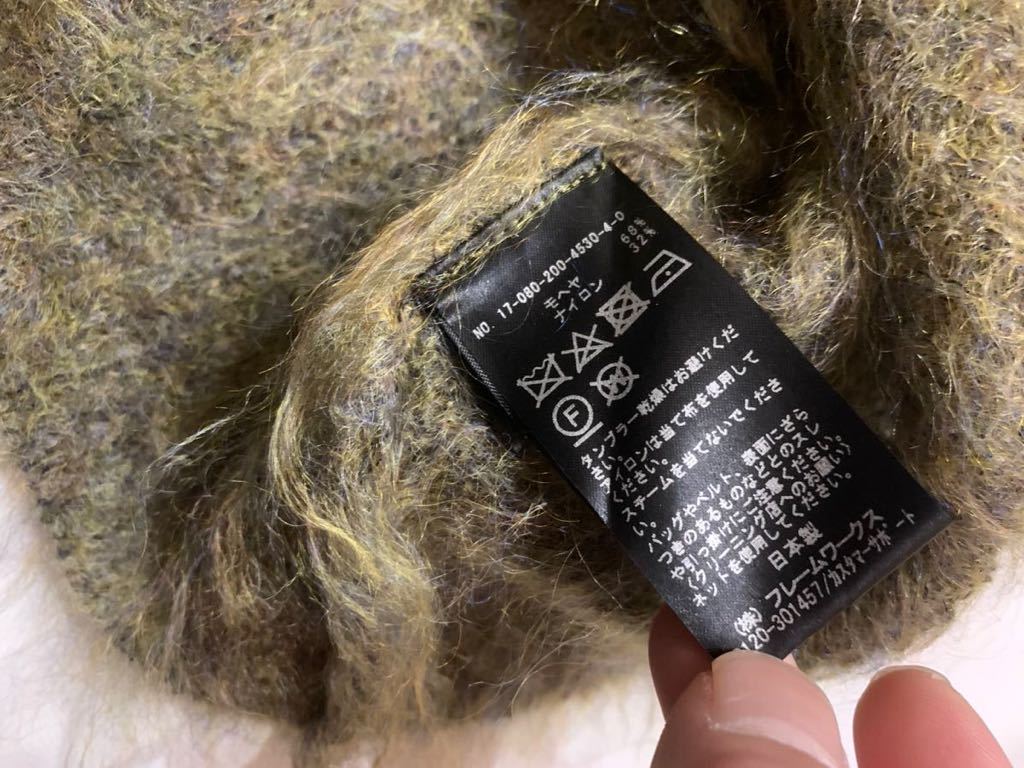 NO. 17-080-200-4530-4-0
モヘヤ 68%
ナイロン 32%
F
W
タンブラー乾燥はお避けくだ
さい。
アイロンは当て布を使用して
ください。
スチームを当てないでくださ
い。
バッグやベルト、表面にざら
つきのあるものなどとのスレ
や引っ掛けにご注意ください。
(クリーニング店へのお願い)
ネットを使用してください。
日本製
(株) フレームワークス
120-301457/カスタマーサポート